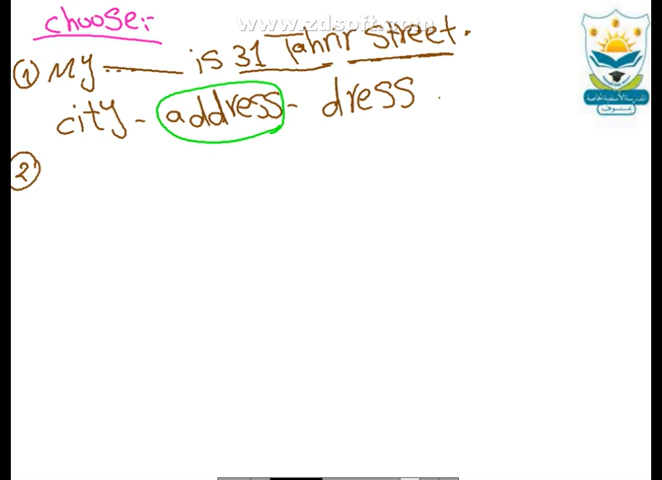 www.zdsoft.com
choose:-
① My ——— is 31 Tahrir Street.
city - address - dress.
②